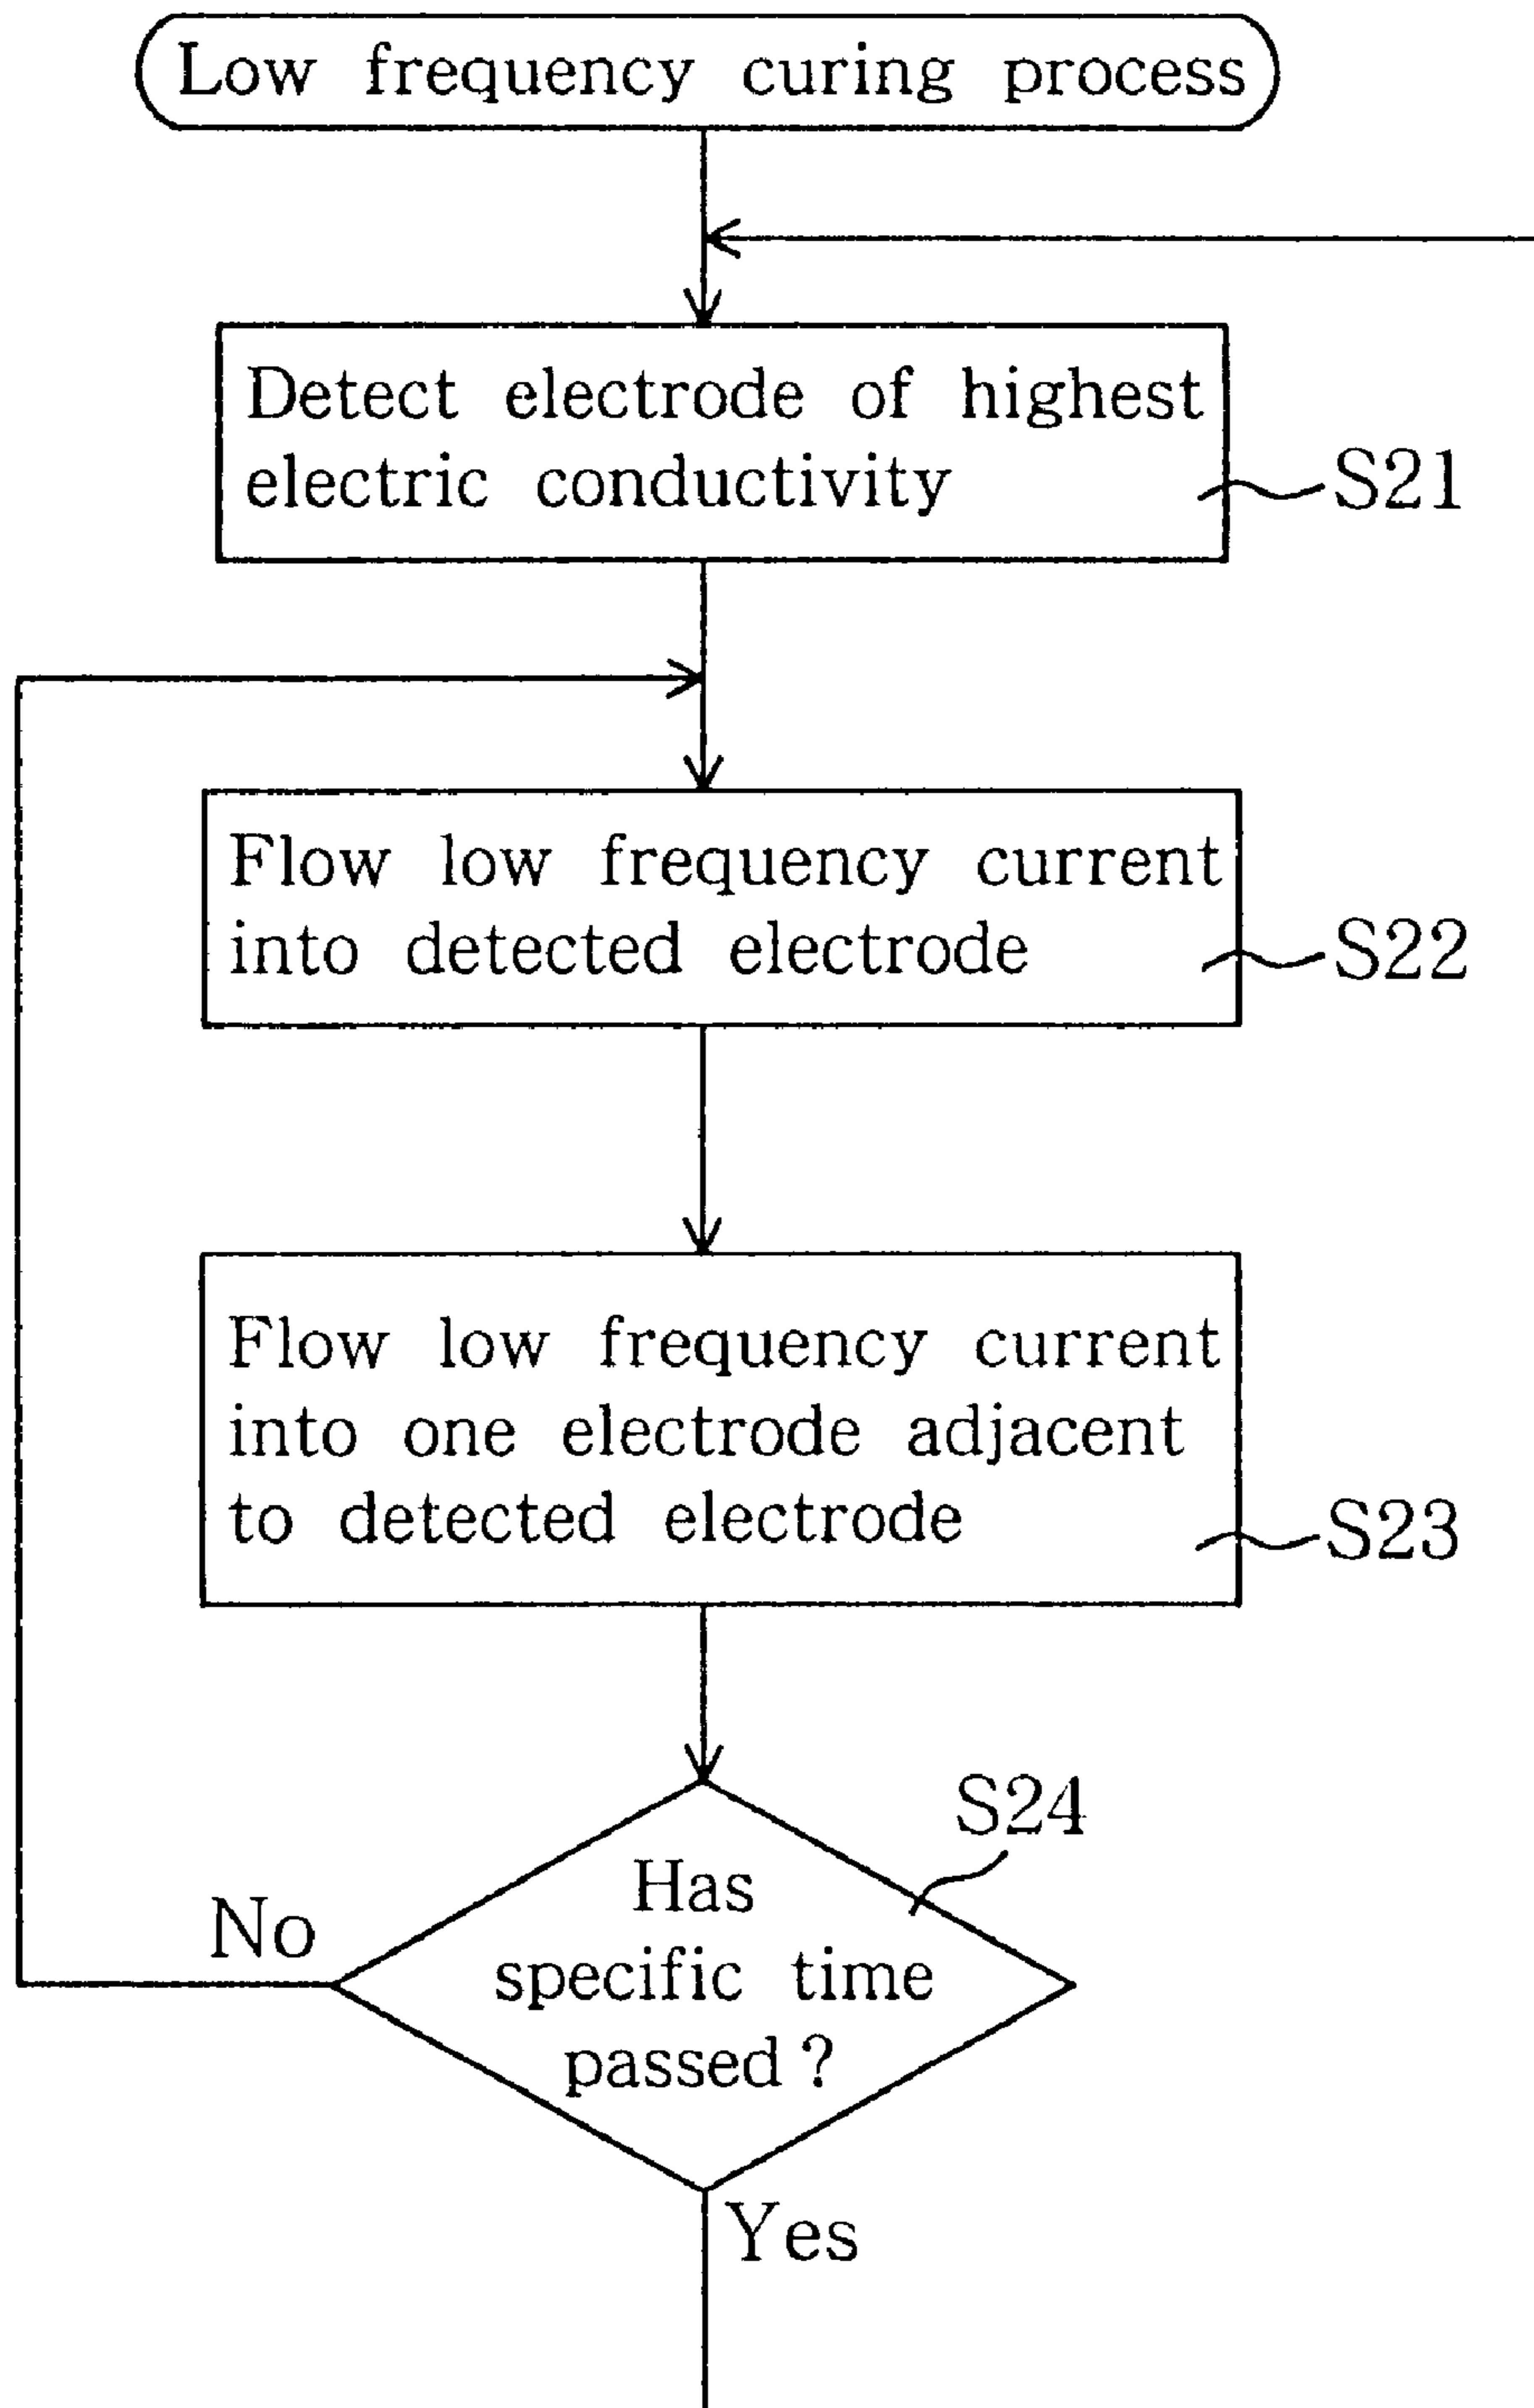 Low frequency curing process
Detect electrode of highest
electric conductivity
S21
Flow low frequency current
into detected electrode
S22
Flow low frequency current
into one electrode adjacent
to detected electrode
S23
S24
Has
specific time
passed?
No
Yes